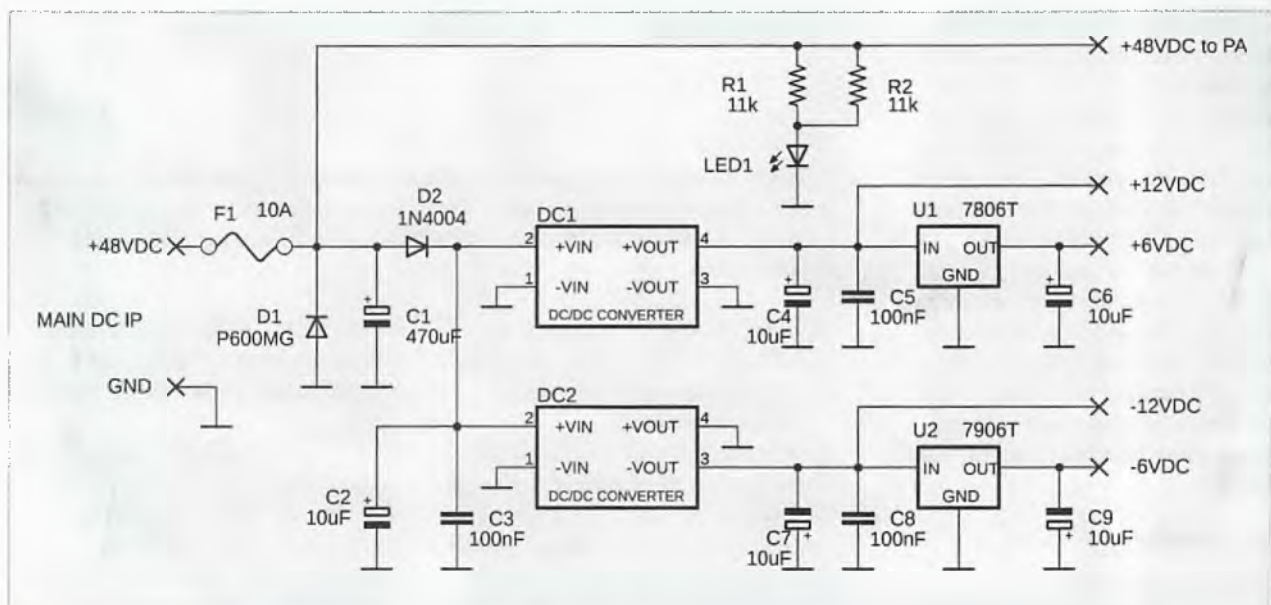 +48VDC to PA
R1
11k
R2
11k
LED1
+12VDC
F1
10A
D2
1N4004
DC1
U1
7806T
+48VDC
2
+VIN
+VOUT
4
IN
OUT
+6VDC
1
-VIN
-VOUT
3
GND
DC/DC CONVERTER
MAIN DC IP
D1
P600MG
+
C1
470uF
+
C4
10uF
C5
100nF
+
C6
10uF
GND
DC2
-12VDC
2
+VIN
+VOUT
4
U2
7906T
1
-VIN
-VOUT
3
IN
OUT
-6VDC
DC/DC CONVERTER
GND
C2
10uF
+
C3
100nF
C7
10uF
+
C8
100nF
C9
10uF
+